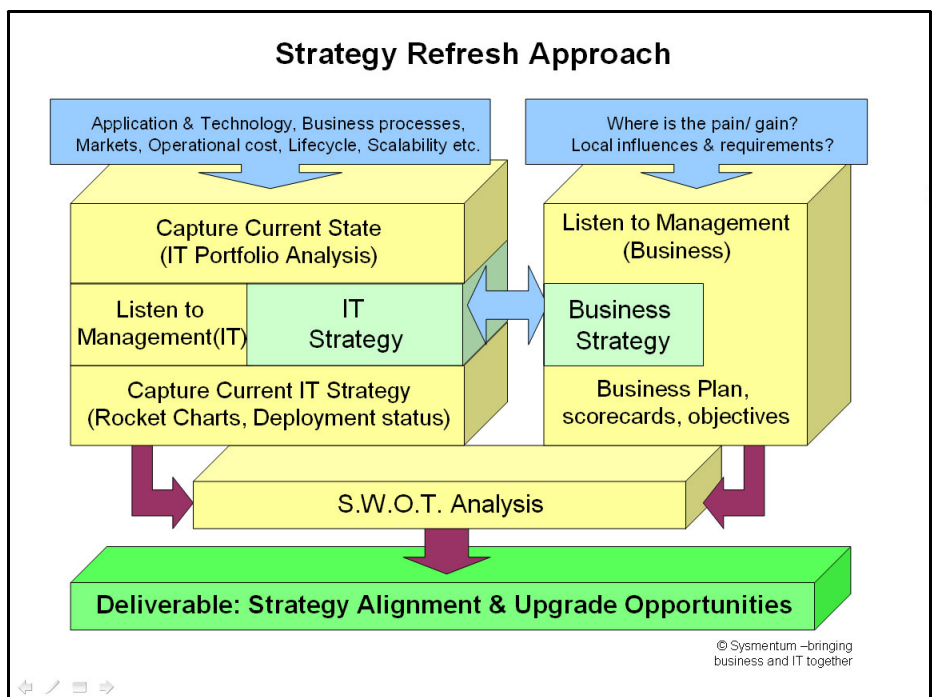 Strategy Refresh Approach
Application & Technology, Business processes,
Markets, Operational cost, Lifecycle, Scalability etc.
Where is the pain/ gain?
Local influences & requirements?
Capture Current State
(IT Portfolio Analysis)
Listen to
Management(IT)
IT
Strategy
Capture Current IT Strategy
(Rocket Charts, Deployment status)
Listen to Management
(Business)
Business
Strategy
Business Plan,
scorecards, objectives
S.W.O.T. Analysis
Deliverable: Strategy Alignment & Upgrade Opportunities
© Sysmentum –bringing
business and IT together